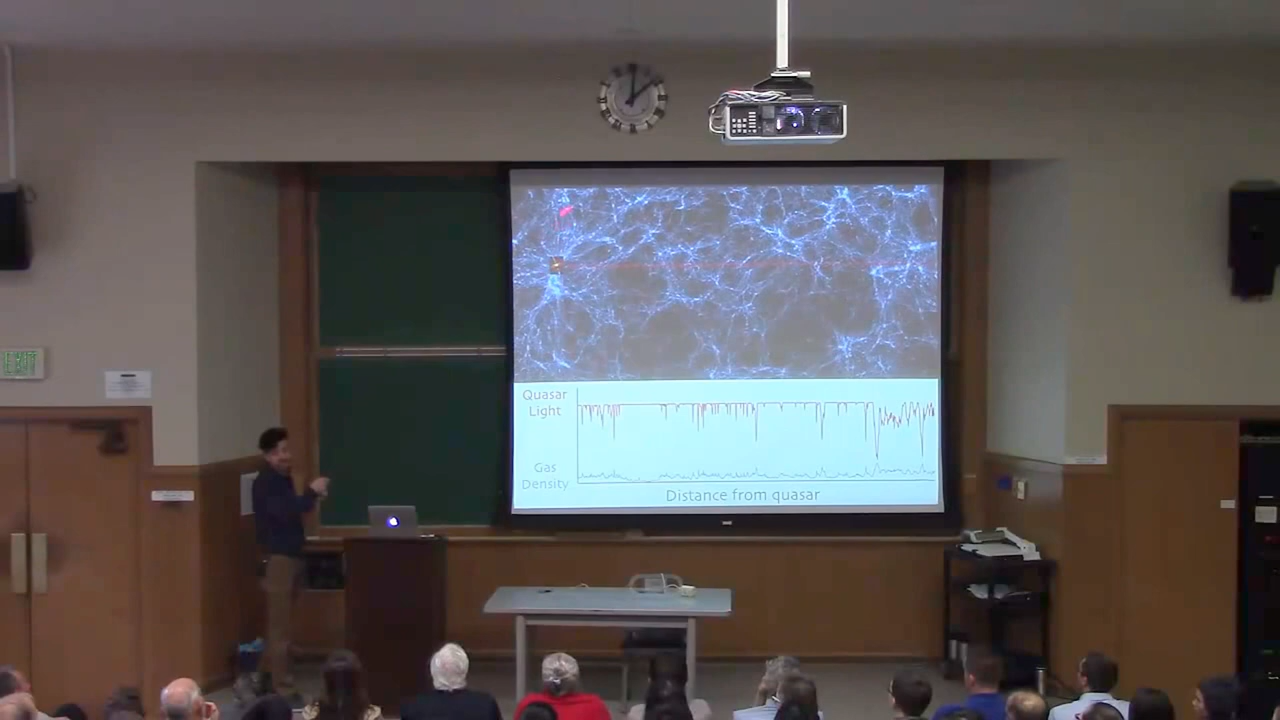 EXIT
Quasar
Light
Gas
Density
Distance from quasar